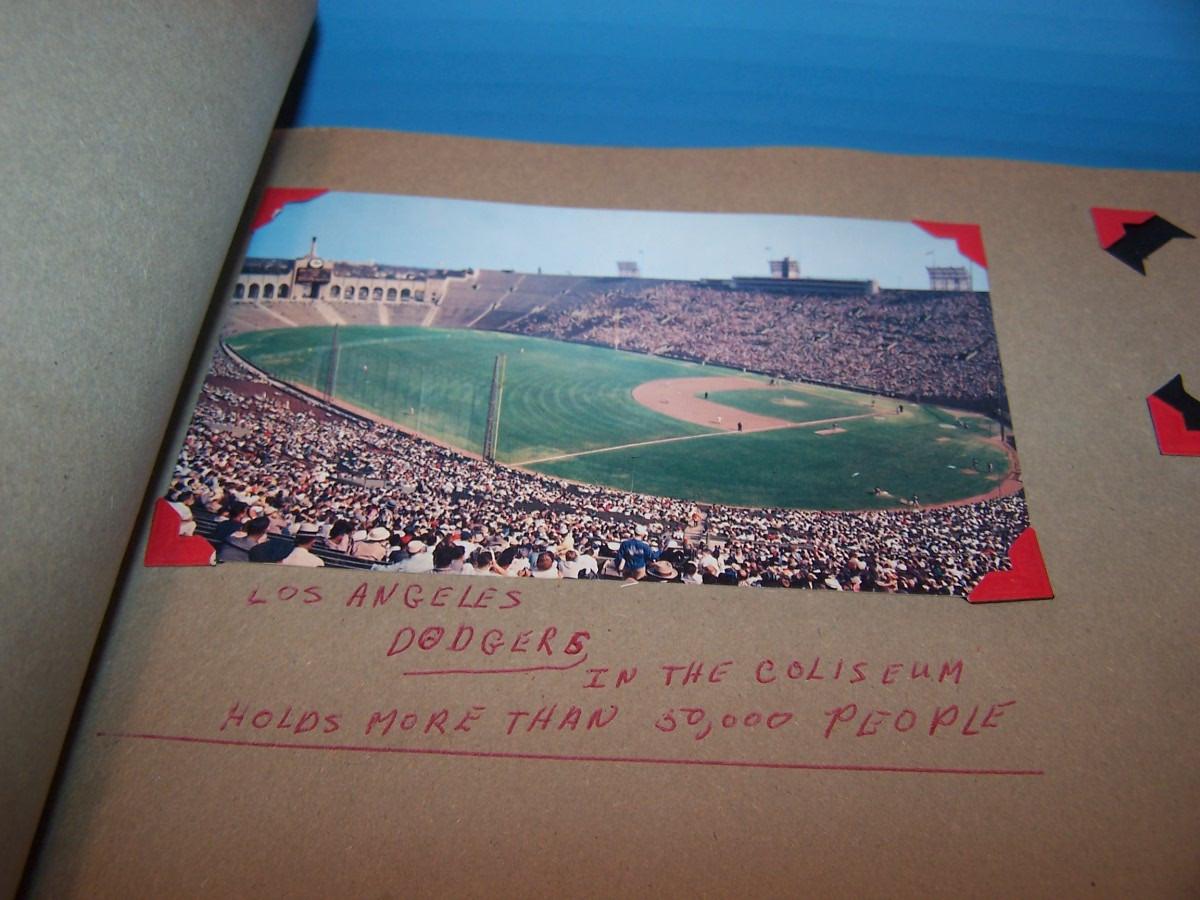 LOS ANGELES
DODGERS
IN THE COLISEUM
HOLDS MORE THAN 50,000 PEOPLE